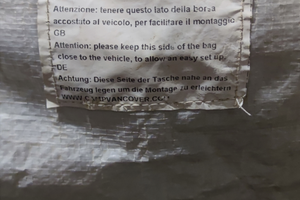 Attenzione: tenere questo lato della borsa
accostato al veicolo, per facilitare il montaggio
GB
Attention: please keep this side of the bag
close to the vehicle, to allow an easy set up.
DE
Achtung: Diese Seite der Tasche nahe an das
Fahrzeug legen um die Montage zu erleichtern